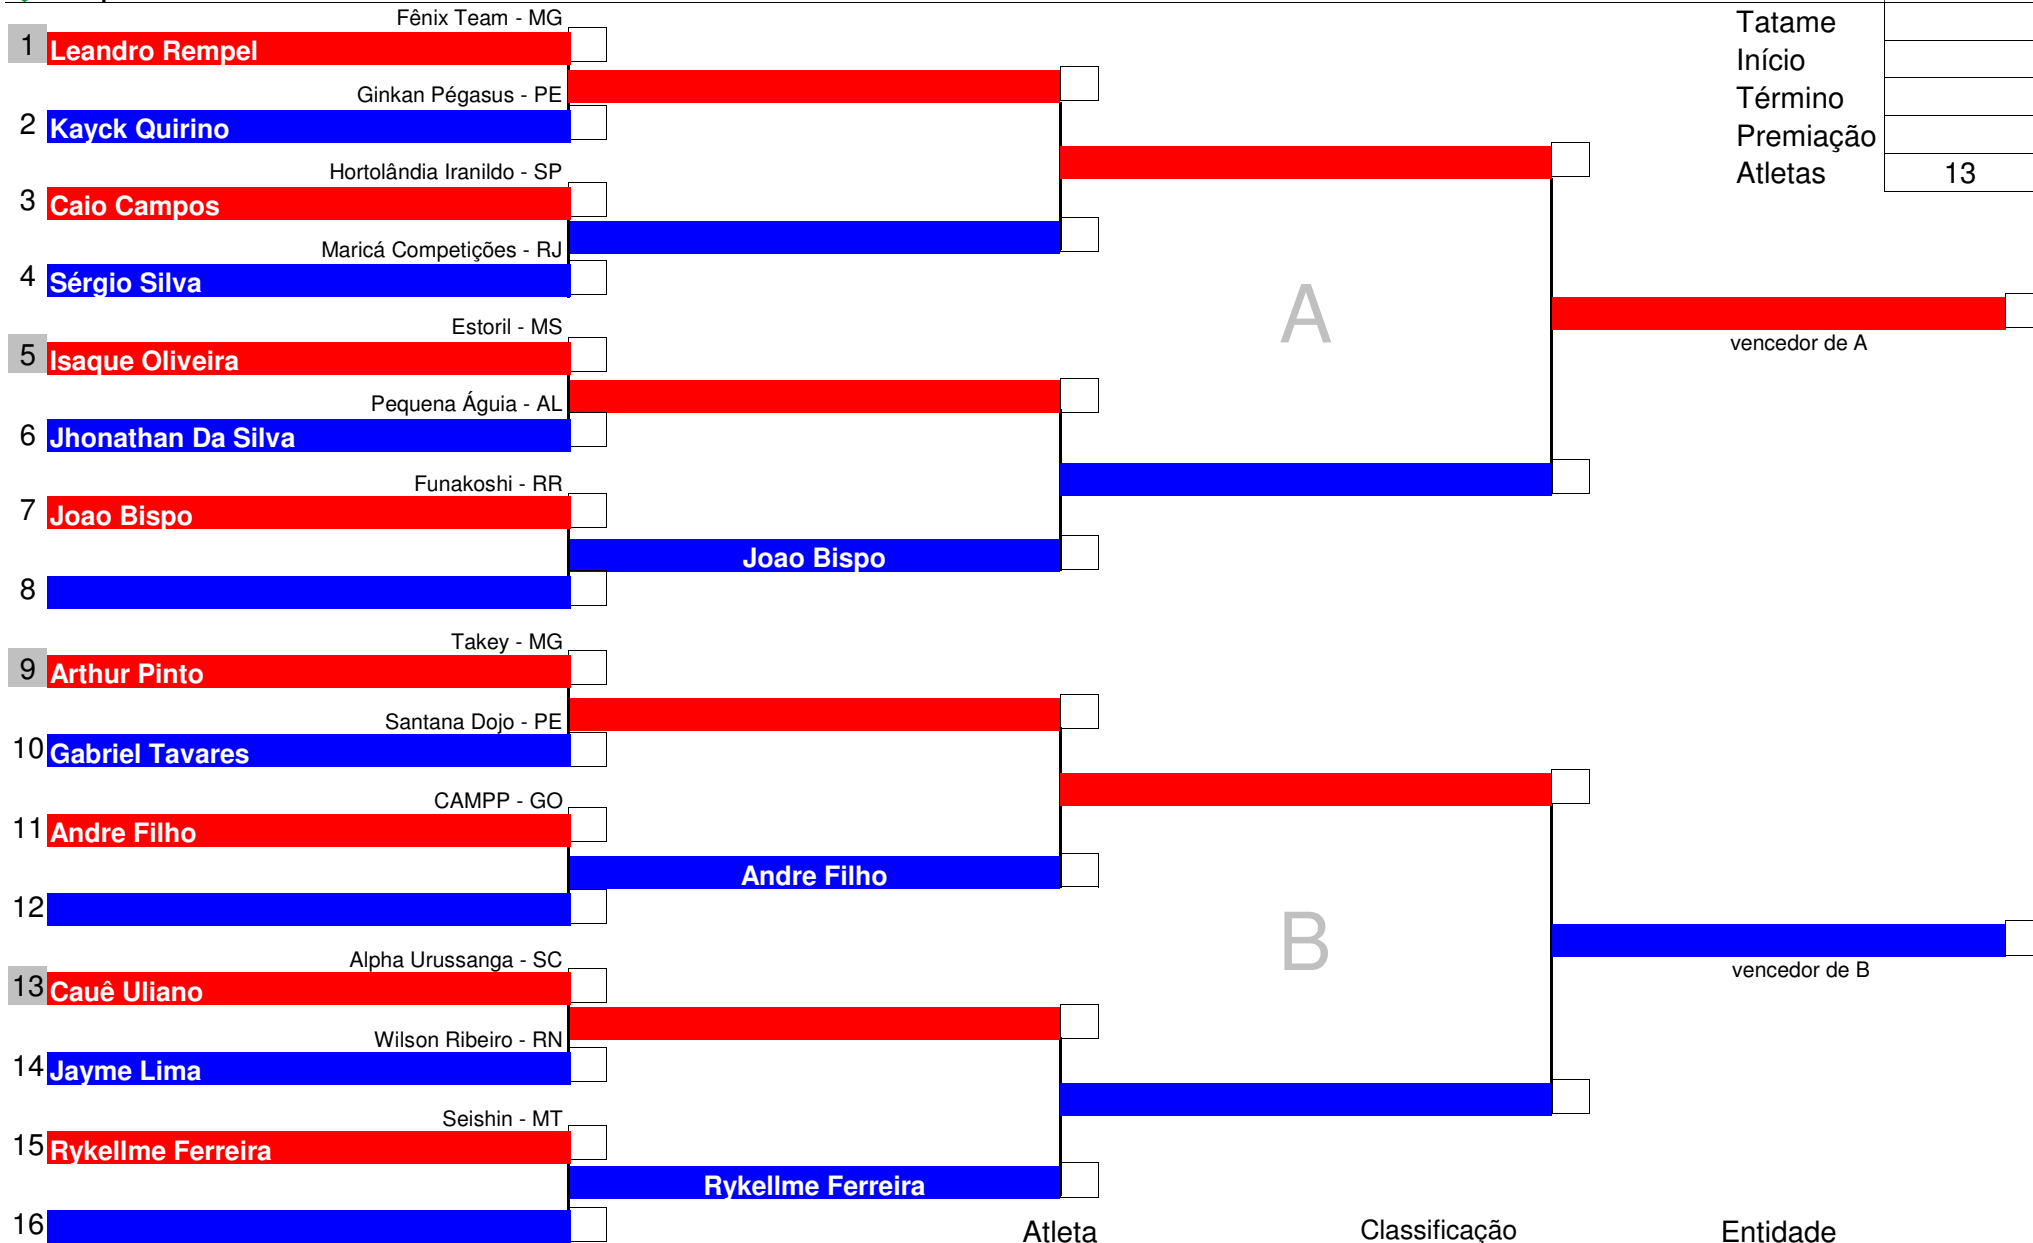 Fênix Team - MG
1 Leandro Rempel
Ginkan Pégasus - PE
2 Kayck Quirino
Hortolândia Iranildo - SP
3 Caio Campos
Maricá Competições - RJ
4 Sérgio Silva
Estoril - MS
5 Isaque Oliveira
Pequena Águia - AL
6 Jhonathan Da Silva
Funakoshi - RR
7 Joao Bispo
Joao Bispo
8
Takey - MG
9 Arthur Pinto
Santana Dojo - PE
10 Gabriel Tavares
CAMPP - GO
11 Andre Filho
Andre Filho
12
Alpha Urussanga - SC
13 Cauê Uliano
Wilson Ribeiro - RN
14 Jayme Lima
Seishin - MT
15 Rykellme Ferreira
Rykellme Ferreira
16
A
vencedor de A
B
vencedor de B
Tatame
Início
Término
Premiação
Atletas 13
Atleta Classificação Entidade